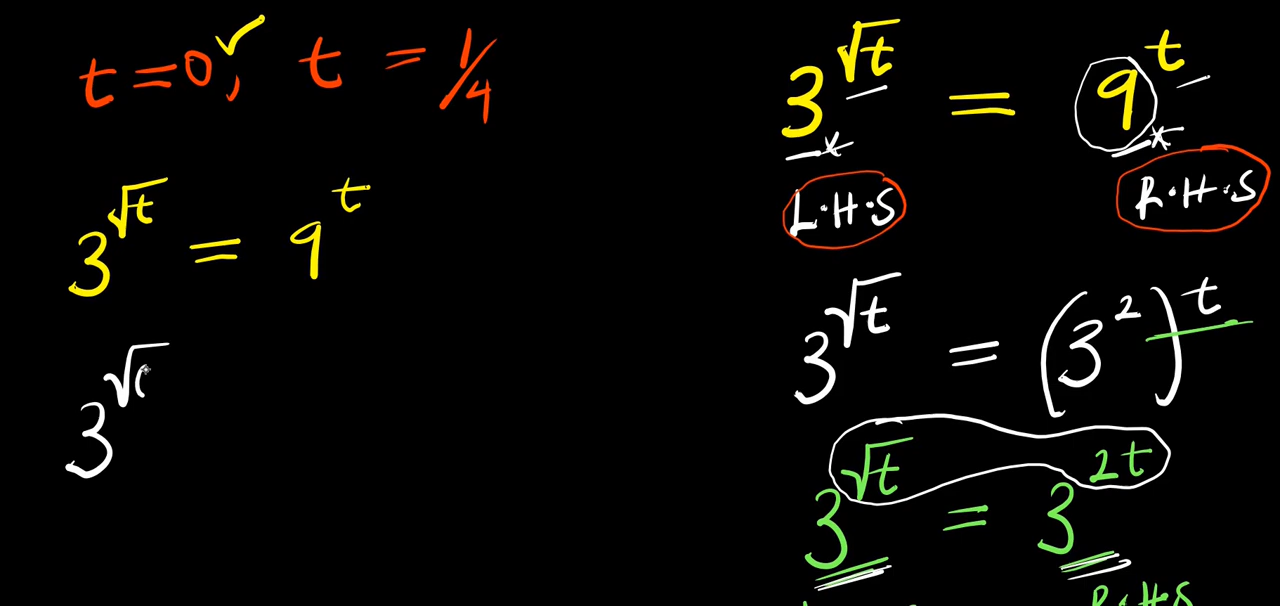 t = 0, t = 1/4
3^√t = 9^t
3^√
3^√t = 9^t
L.H.S R.H.S
3^√t = (3^2)^t
3^√t = 3^2t
R.H.S